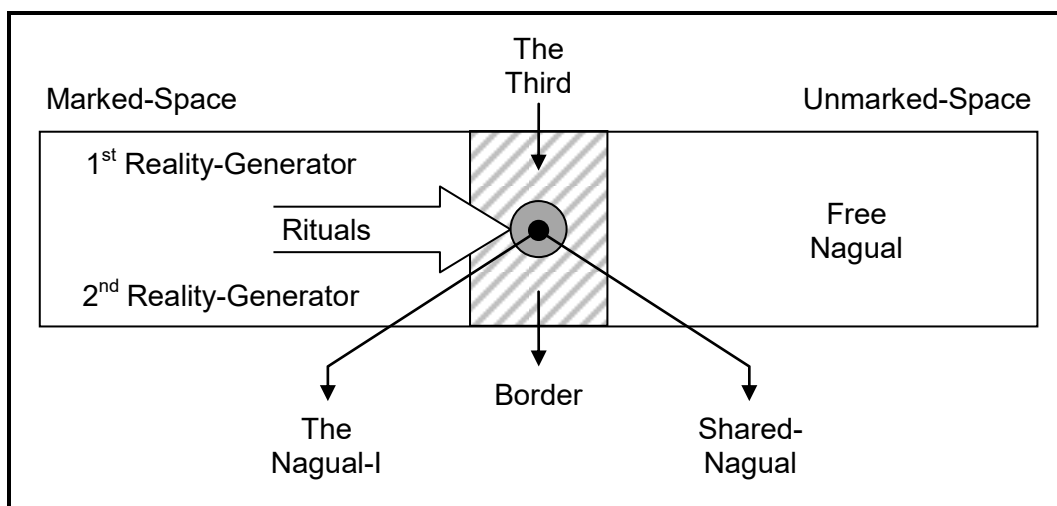 The
Third
Marked-Space
Unmarked-Space
1st Reality-Generator
Rituals
2nd Reality-Generator
Free
Nagual
Border
The
Nagual-I
Shared-
Nagual